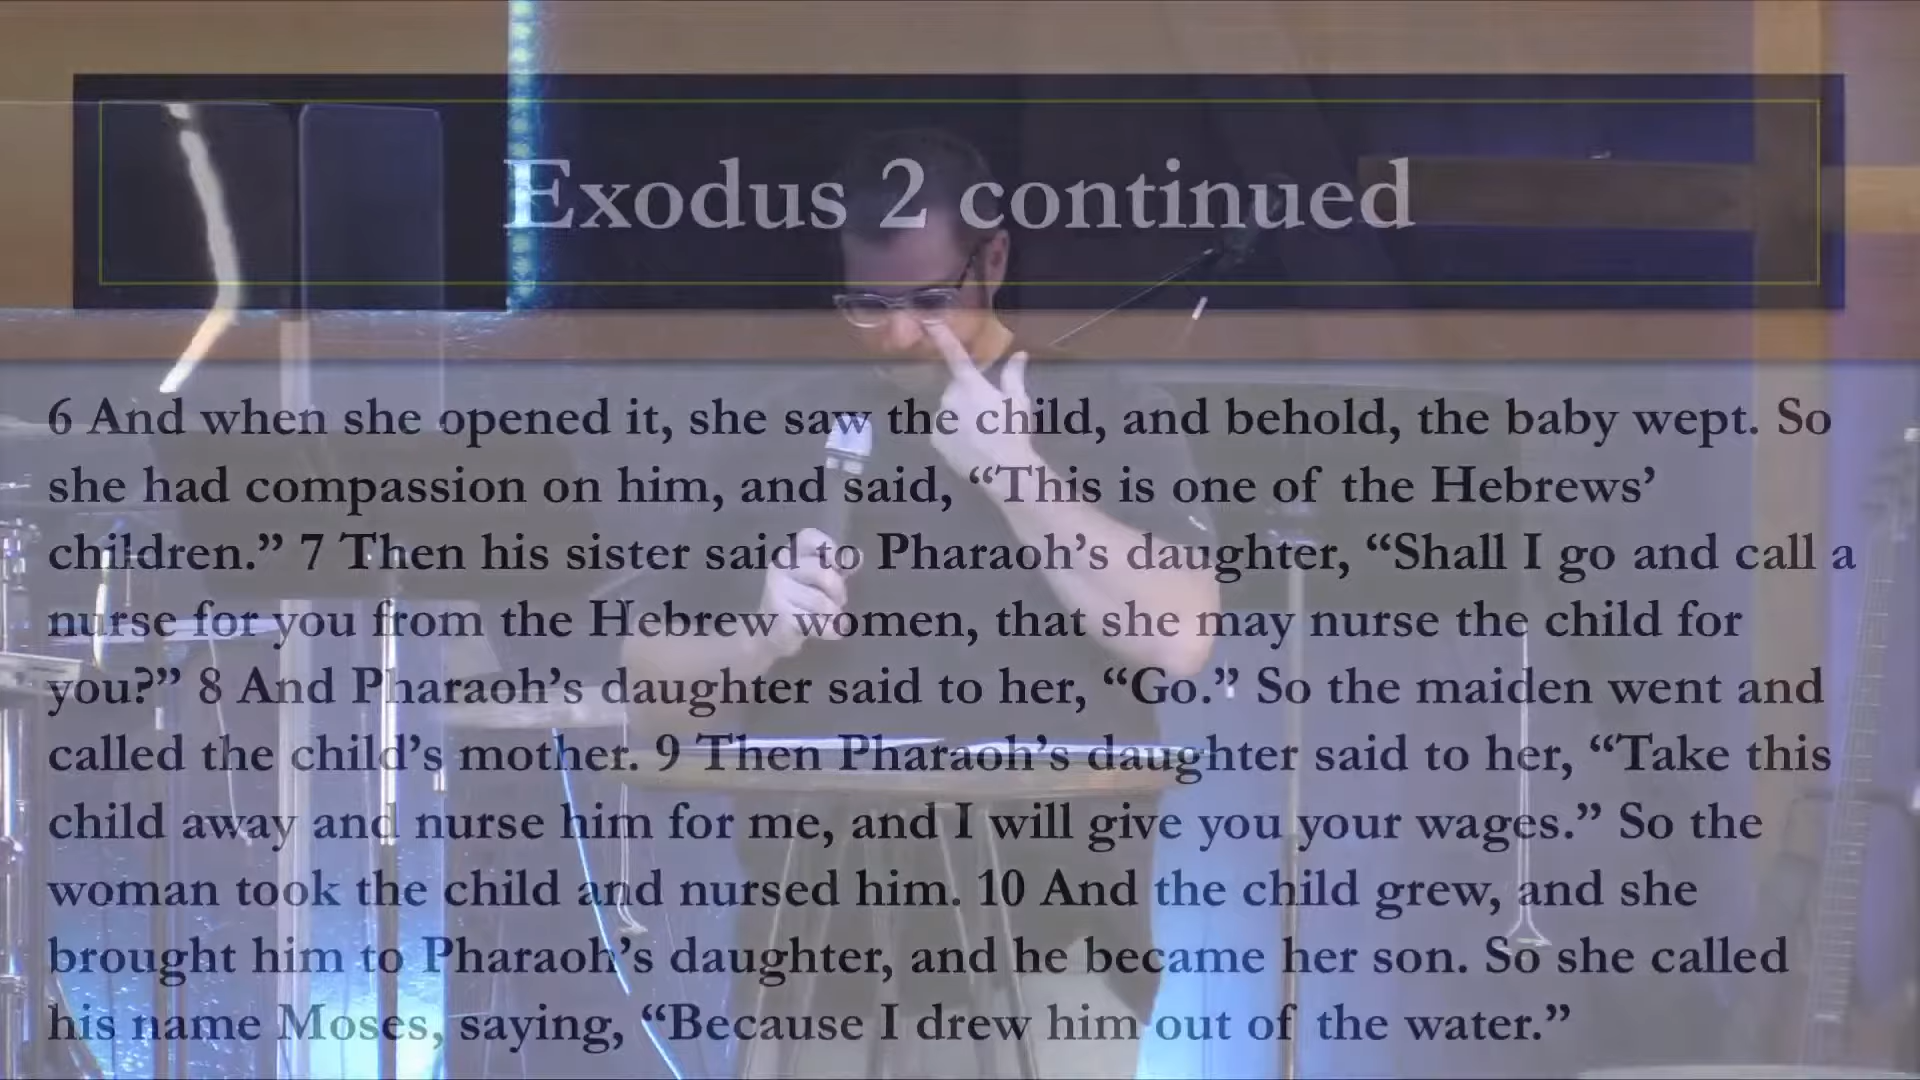 Exodus 2 continued
6 And when she opened it, she saw the child, and behold, the baby wept. So
she had compassion on him, and said, “This is one of the Hebrews’
children.” 7 Then his sister said to Pharaoh’s daughter, “Shall I go and call a
nurse for you from the Hebrew women, that she may nurse the child for
you?” 8 And Pharaoh’s daughter said to her, “Go.” So the maiden went and
called the child’s mother. 9 Then Pharaoh’s daughter said to her, “Take this
child away and nurse him for me, and I will give you your wages.” So the
woman took the child and nursed him. 10 And the child grew, and she
brought him to Pharaoh’s daughter, and he became her son. So she called
his name Moses, saying, “Because I drew him out of the water.”